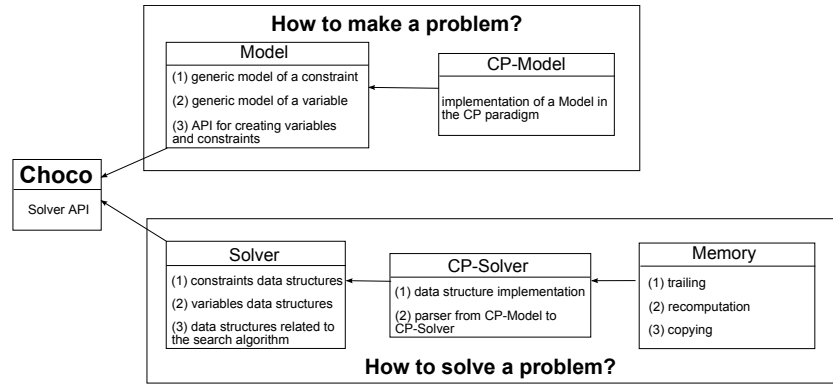 How to make a problem?
Model
(1) generic model of a constraint
(2) generic model of a variable
(3) API for creating variables
and constraints
CP-Model
implementation of a Model in
the CP paradigm
Choco
Solver API
Solver
(1) constraints data structures
(2) variables data structures
(3) data structures related to
the search algorithm
CP-Solver
(1) data structure implementation
(2) parser from CP-Model to
CP-Solver
Memory
(1) trailing
(2) recomputation
(3) copying
How to solve a problem?